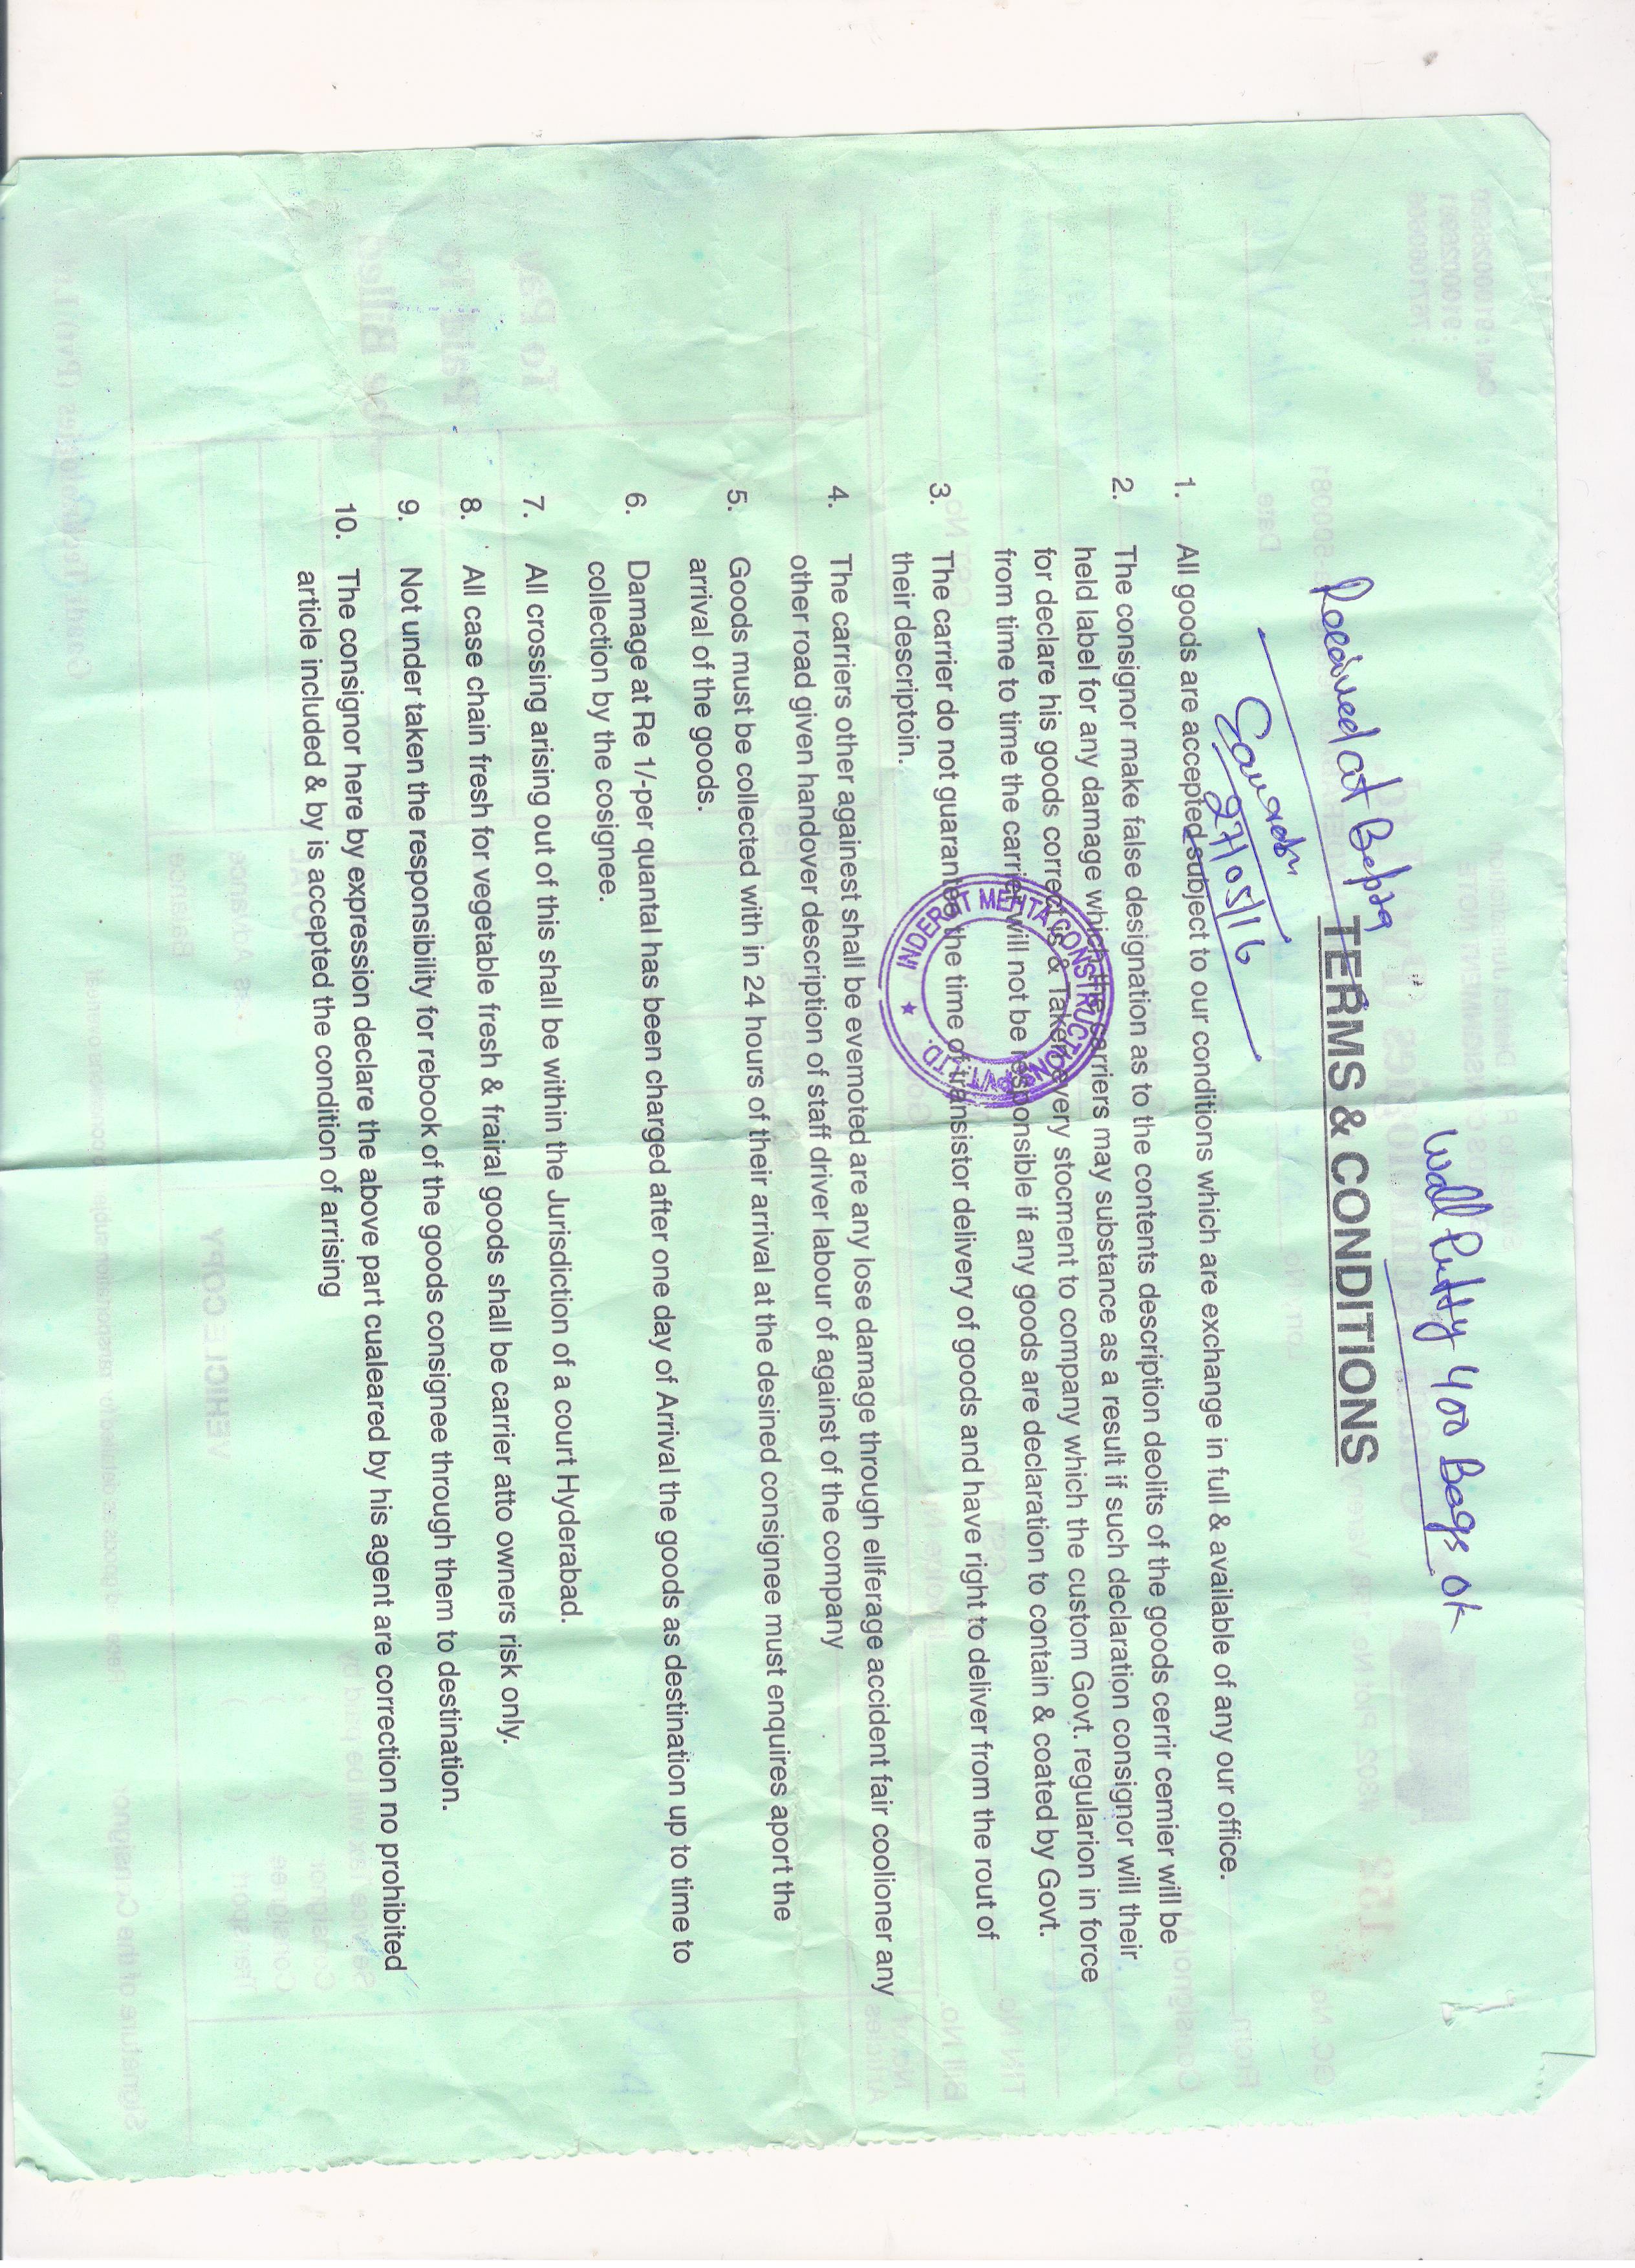 Wall Putty 400 Bags ok
Received at Bepza
Saurabh
27/05/16
TERMS & CONDITIONS
1. All goods are accepted subject to our conditions which are exchange in full & available of any our office.
2. The consignor make false designation as to the contents description deolits of the goods cerrir cemier will be
held label for any damage which the carriers may substance as a result if such declaration consignor will their
for declare his goods correct is & Taken every stocment to company which the custom Govt. regularion in force
from time to time the carrier will not be responsible if any goods are declaration to contain & coated by Govt.
INDERJIT MEHTA CONSTRUCTIONS PVT. LTD.
3. The carrier do not guarantee the time of transistor delivery of goods and have right to deliver from the rout of
their descriptoin.
4. The carriers other againest shall be evemoted are any lose damage through ellferage accident fair coolioner any
other road given handover description of staff driver labour of against of the company
5. Goods must be collected with in 24 hours of their arrival at the desined consignee must enquires aport the
arrival of the goods.
6. Damage at Re 1/-per quantal has been charged after one day of Arrival the goods as destination up to time to
collection by the cosignee.
7. All crossing arising out of this shall be within the Jurisdiction of a court Hyderabad.
8. All case chain fresh for vegetable fresh & frairal goods shall be carrier atto owners risk only.
9. Not under taken the responsibility for rebook of the goods consignee through them to destination.
10. The consignor here by expression declare the above part cualeared by his agent are correction no prohibited
article included & by is accepted the condition of arrising